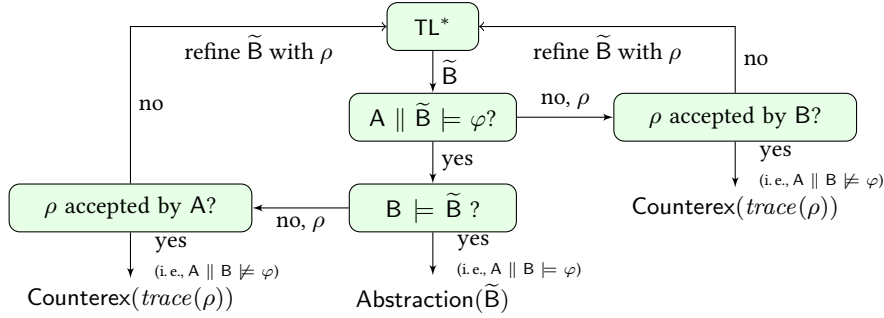 TL*
refine B̃ with ρ
refine B̃ with ρ
B̃
no
no
A ∥ B̃ ⊨ φ?
no, ρ
ρ accepted by B?
yes
yes
(i. e., A ∥ B ⊭ φ)
Counterex(trace(ρ))
ρ accepted by A?
no, ρ
B ⊨ B̃ ?
yes
(i. e., A ∥ B ⊭ φ)
Counterex(trace(ρ))
yes
(i. e., A ∥ B ⊨ φ)
Abstraction(B̃)